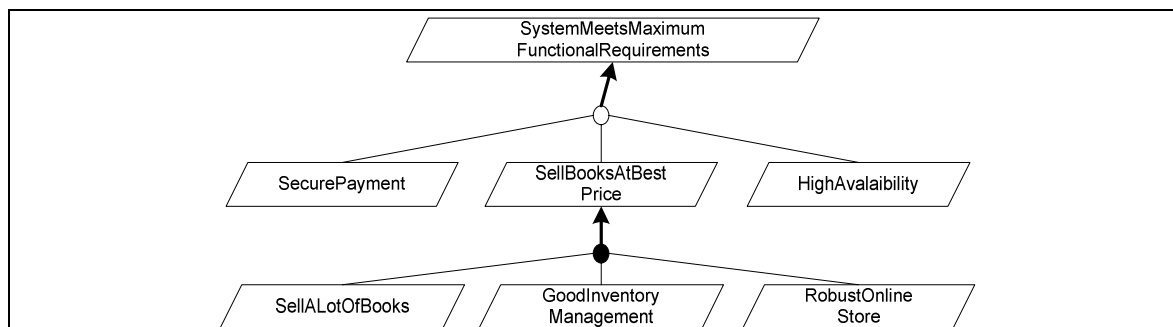 SystemMeetsMaximum
FunctionalRequirements
SecurePayment
SellBooksAtBest
Price
HighAvalaibility
SellALotOfBooks
GoodInventory
Management
RobustOnline
Store